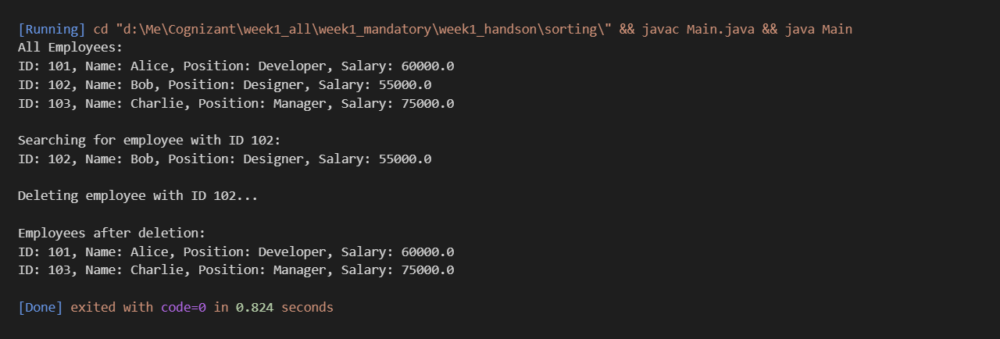 [Running] cd "d:\Me\Cognizant\week1_all\week1_mandatory\week1_handson\sorting\" && javac Main.java && java Main
All Employees:
ID: 101, Name: Alice, Position: Developer, Salary: 60000.0
ID: 102, Name: Bob, Position: Designer, Salary: 55000.0
ID: 103, Name: Charlie, Position: Manager, Salary: 75000.0
Searching for employee with ID 102:
ID: 102, Name: Bob, Position: Designer, Salary: 55000.0
Deleting employee with ID 102...
Employees after deletion:
ID: 101, Name: Alice, Position: Developer, Salary: 60000.0
ID: 103, Name: Charlie, Position: Manager, Salary: 75000.0
[Done] exited with code=0 in 0.824 seconds